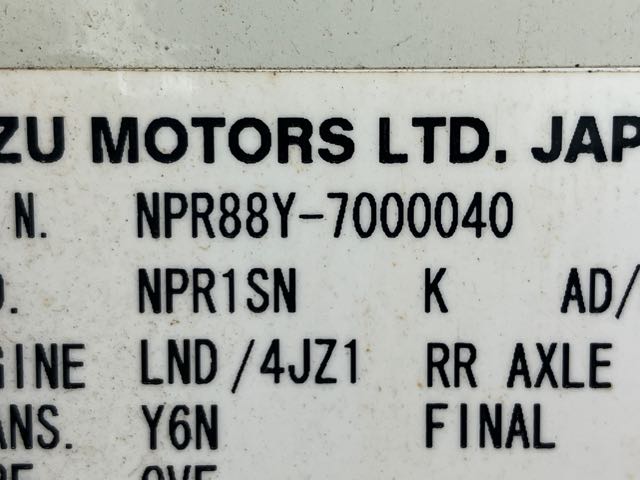 ZU MOTORS LTD. JAP
N. NPR88Y-7000040
D. NPR1SN K AD/
GINE LND/4JZ1 RR AXLE
ANS. Y6N FINAL